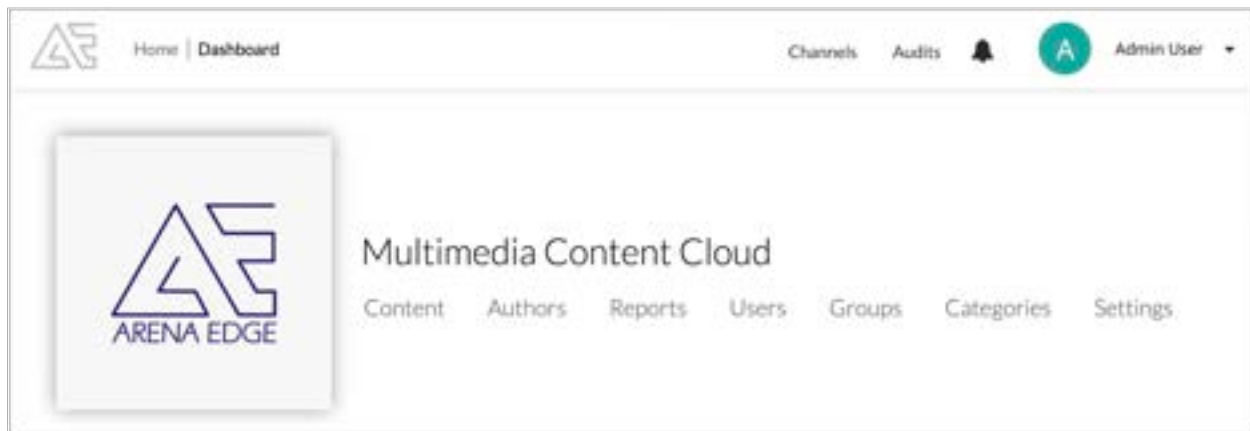 Home | Dashboard Channels Audits A Admin User
Multimedia Content Cloud
Content Authors Reports Users Groups Categories Settings
ARENA EDGE